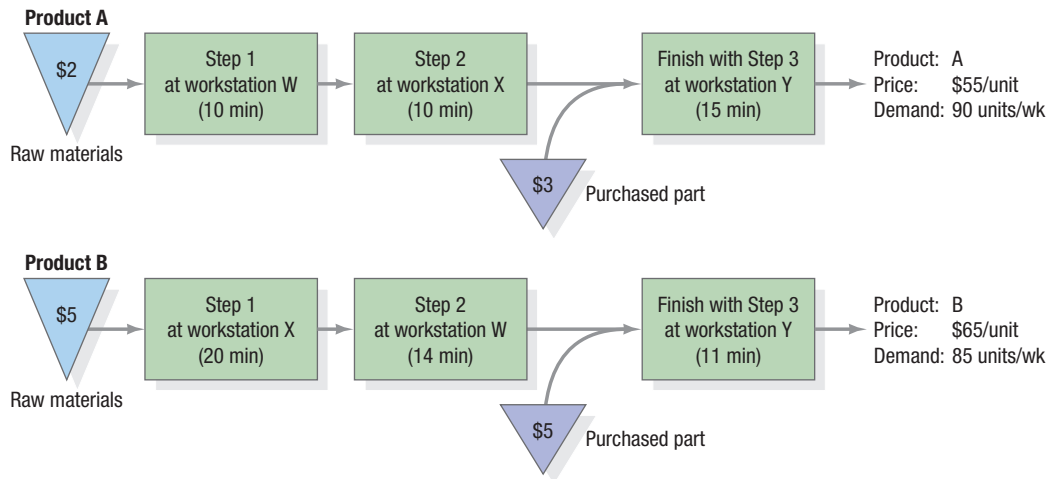 Product A
$2
Raw materials
Step 1
at workstation W
(10 min)
Step 2
at workstation X
(10 min)
$3
Purchased part
Finish with Step 3
at workstation Y
(15 min)
Product: A
Price: $55/unit
Demand: 90 units/wk
Product B
$5
Raw materials
Step 1
at workstation X
(20 min)
Step 2
at workstation W
(14 min)
$5
Purchased part
Finish with Step 3
at workstation Y
(11 min)
Product: B
Price: $65/unit
Demand: 85 units/wk